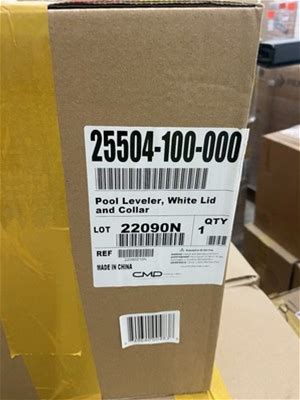 25504-100-000
Pool Leveler, White Lid
and Collar
LOT 22090N
QTY
1
REF
MADE IN CHINA
CMP